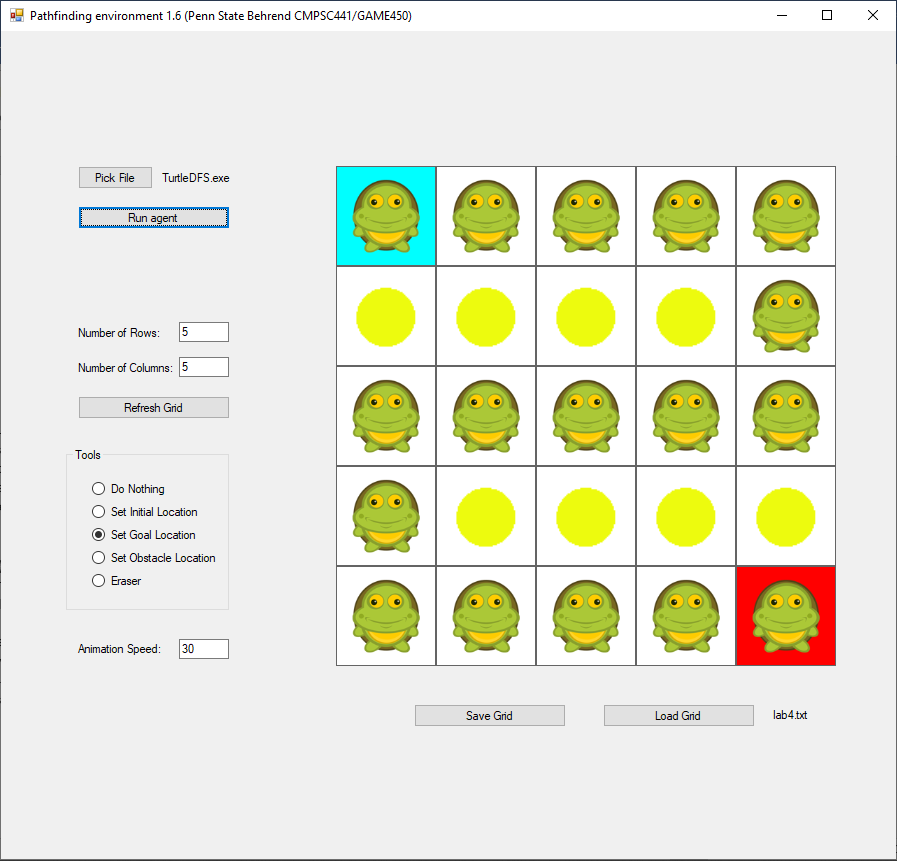 Pathfinding environment 1.6 (Penn State Behrend CMPSC441/GAME450)
Pick File TurtleDFS.exe
Run agent
Number of Rows: 5
Number of Columns: 5
Refresh Grid
Tools
Do Nothing
Set Initial Location
Set Goal Location
Set Obstacle Location
Eraser
Animation Speed: 30
Save Grid Load Grid lab4.txt